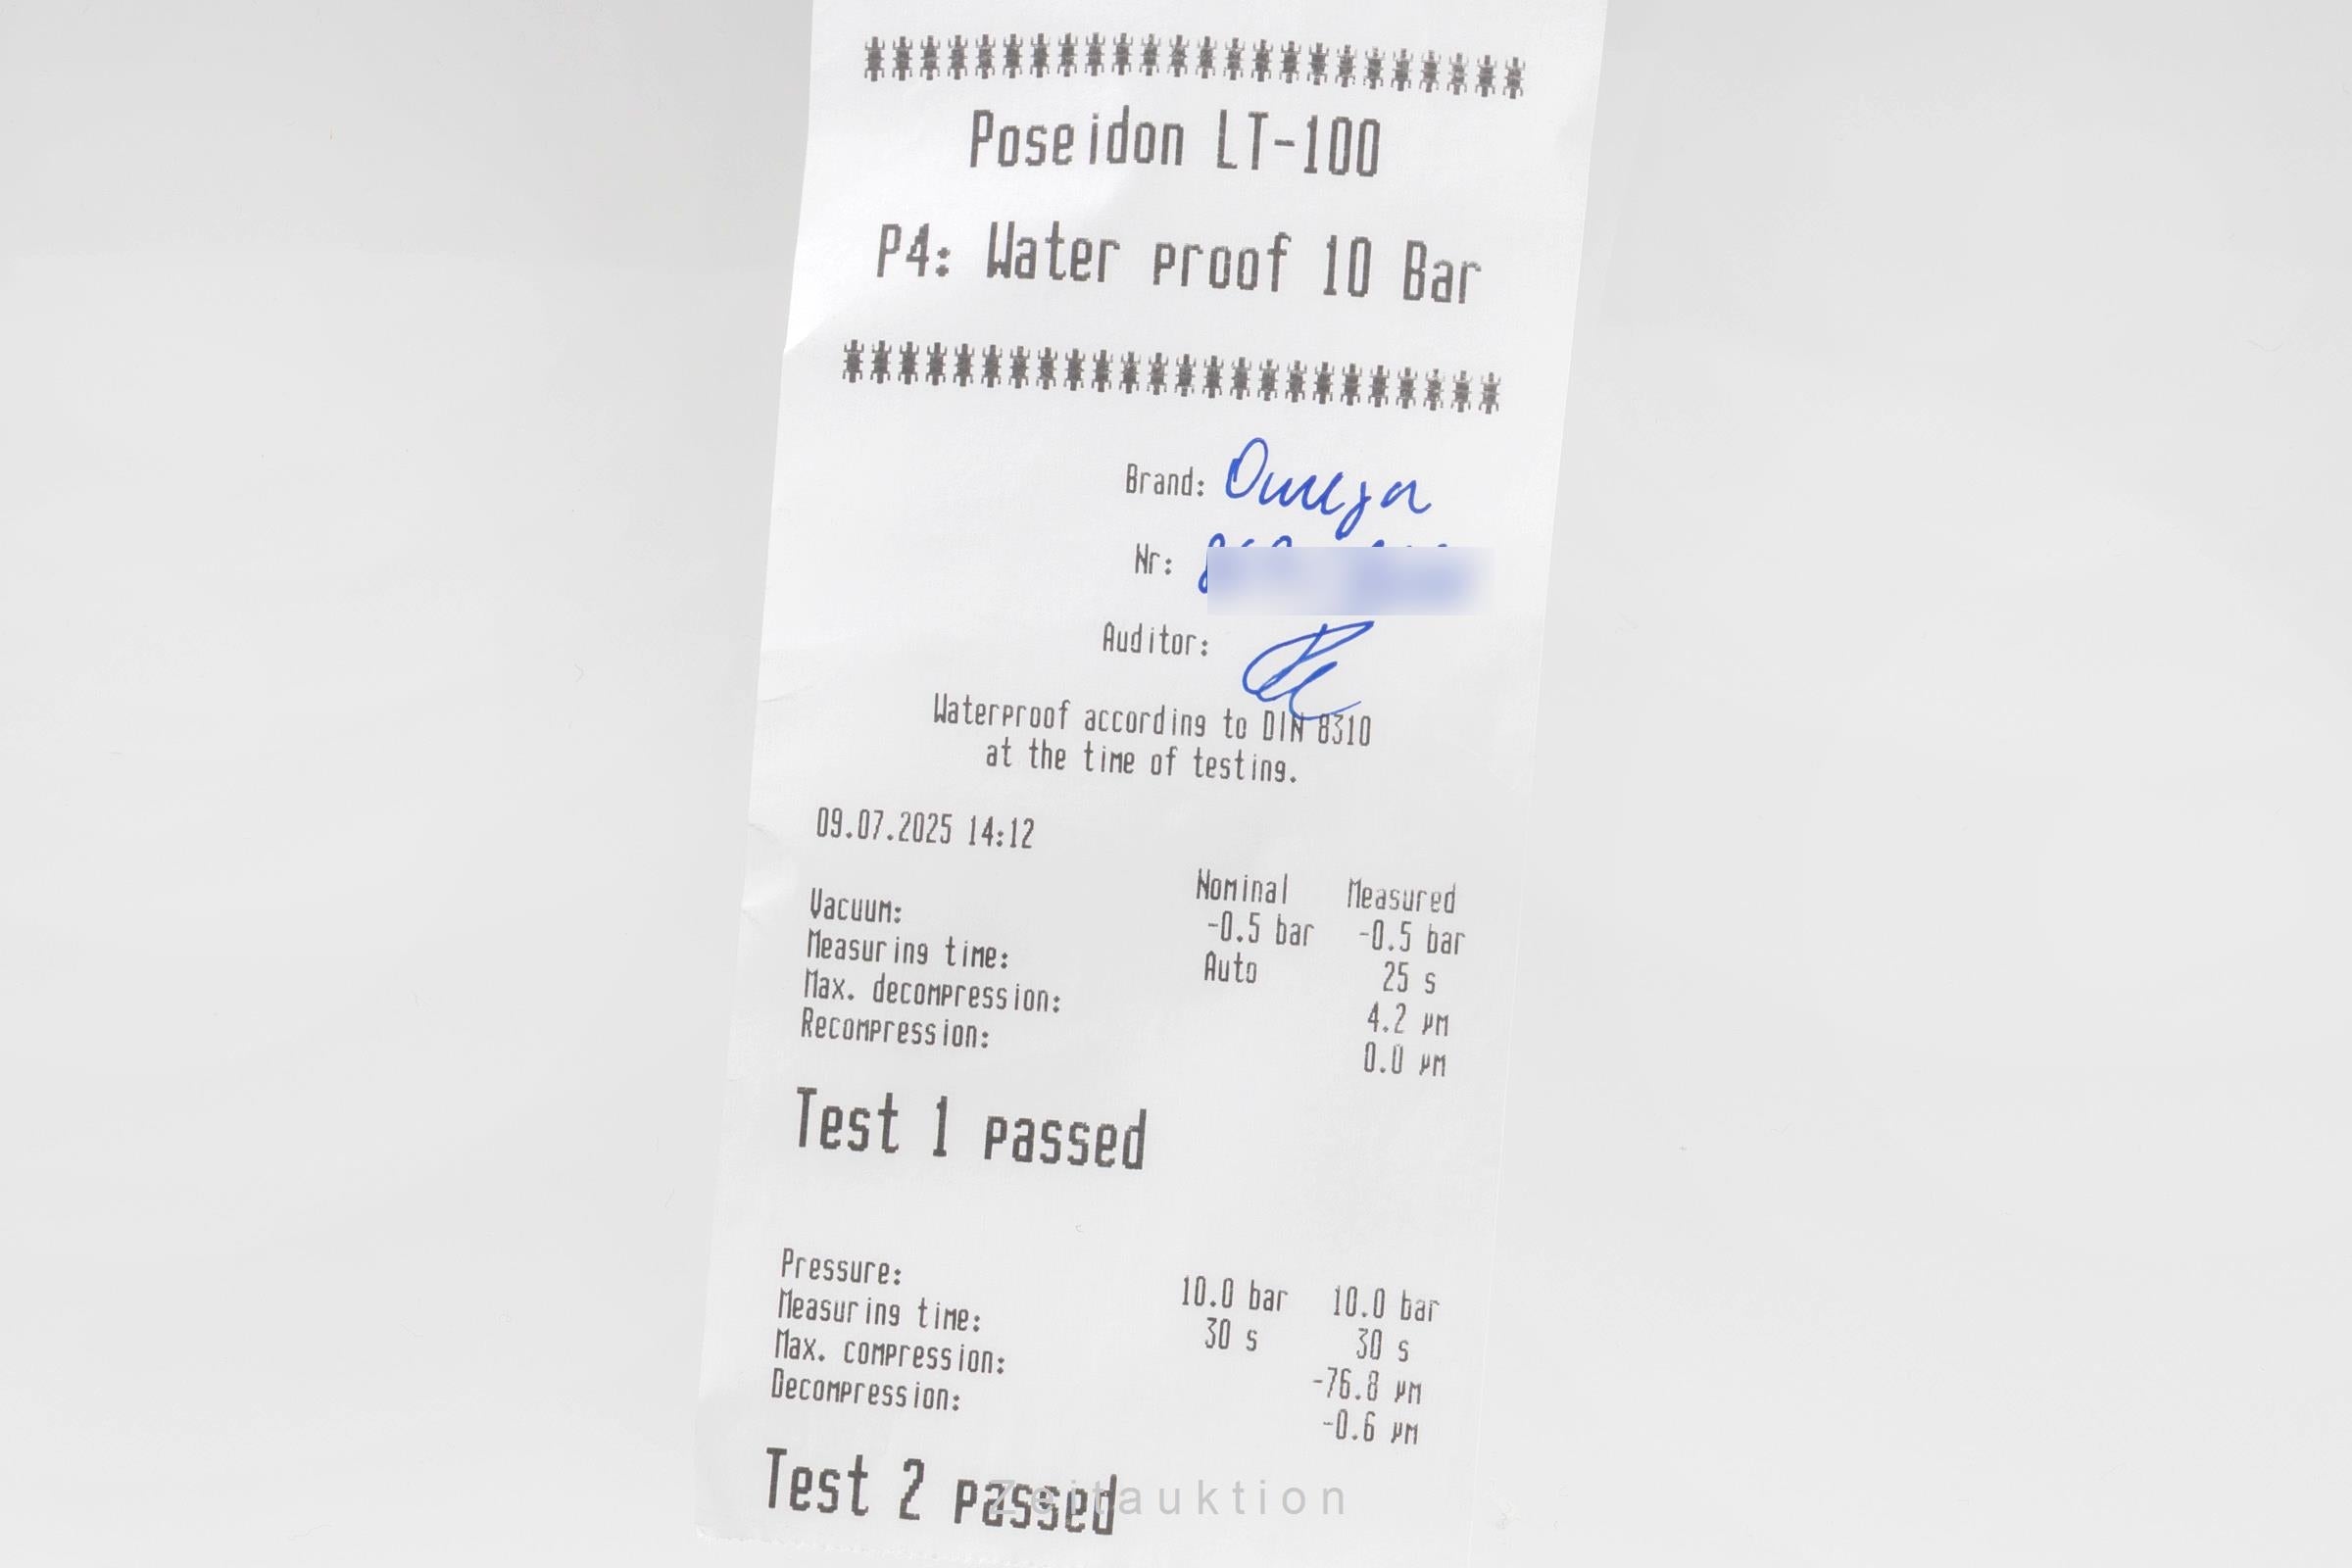 Poseidon LT-100
P4: Water proof 10 Bar
Brand: Omega
Nr:
Auditor:
Waterproof according to DIN 8310
at the time of testing.
09.07.2025 14:12
Nominal Measured
Vacuum: -0.5 bar -0.5 bar
Measuring time: Auto 25 s
Max. decompression: 4.2 µm
Recompression: 0.0 µm
Test 1 passed
Pressure: 10.0 bar 10.0 bar
Measuring time: 30 s 30 s
Max. compression: -76.8 µm
Decompression: -0.6 µm
Test 2 passed
Zeitauktion